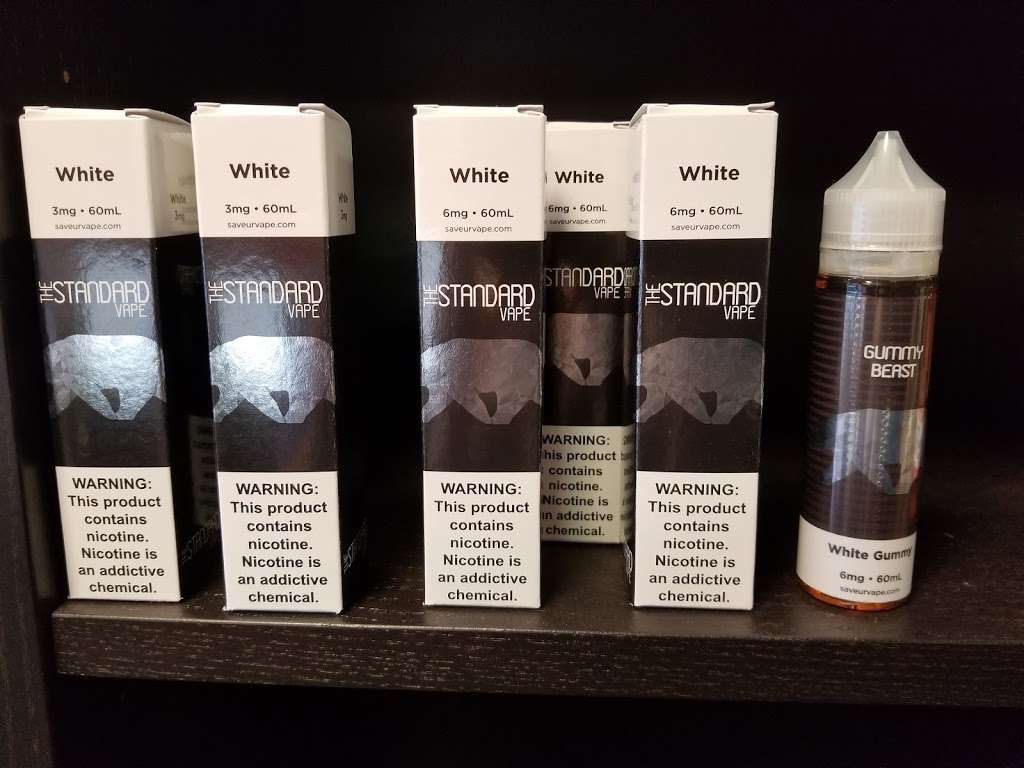 White
3mg • 60mL
THE STANDARD
VAPE
WARNING:
This product
contains
nicotine.
Nicotine is
an addictive
chemical.
White
3mg
White
3mg • 60mL
saveurvape.com
THE STANDARD
VAPE
WARNING:
This product
contains
nicotine.
Nicotine is
an addictive
chemical.
White
3mg
White
6mg • 60mL
saveurvape.com
THE STANDARD
VAPE
WARNING:
This product
contains
nicotine.
Nicotine is
an addictive
chemical.
White
6mg • 60mL
saveurvape.com
STANDARD
VAPE
WARNING:
this product
contains
nicotine.
Nicotine is
an addictive
chemical.
White
6mg • 60mL
saveurvape.com
THE STANDARD
VAPE
WARNING:
This product
contains
nicotine.
Nicotine is
an addictive
chemical.
GUMMY
BEAST
White Gummy
6mg • 60mL
saveurvape.com